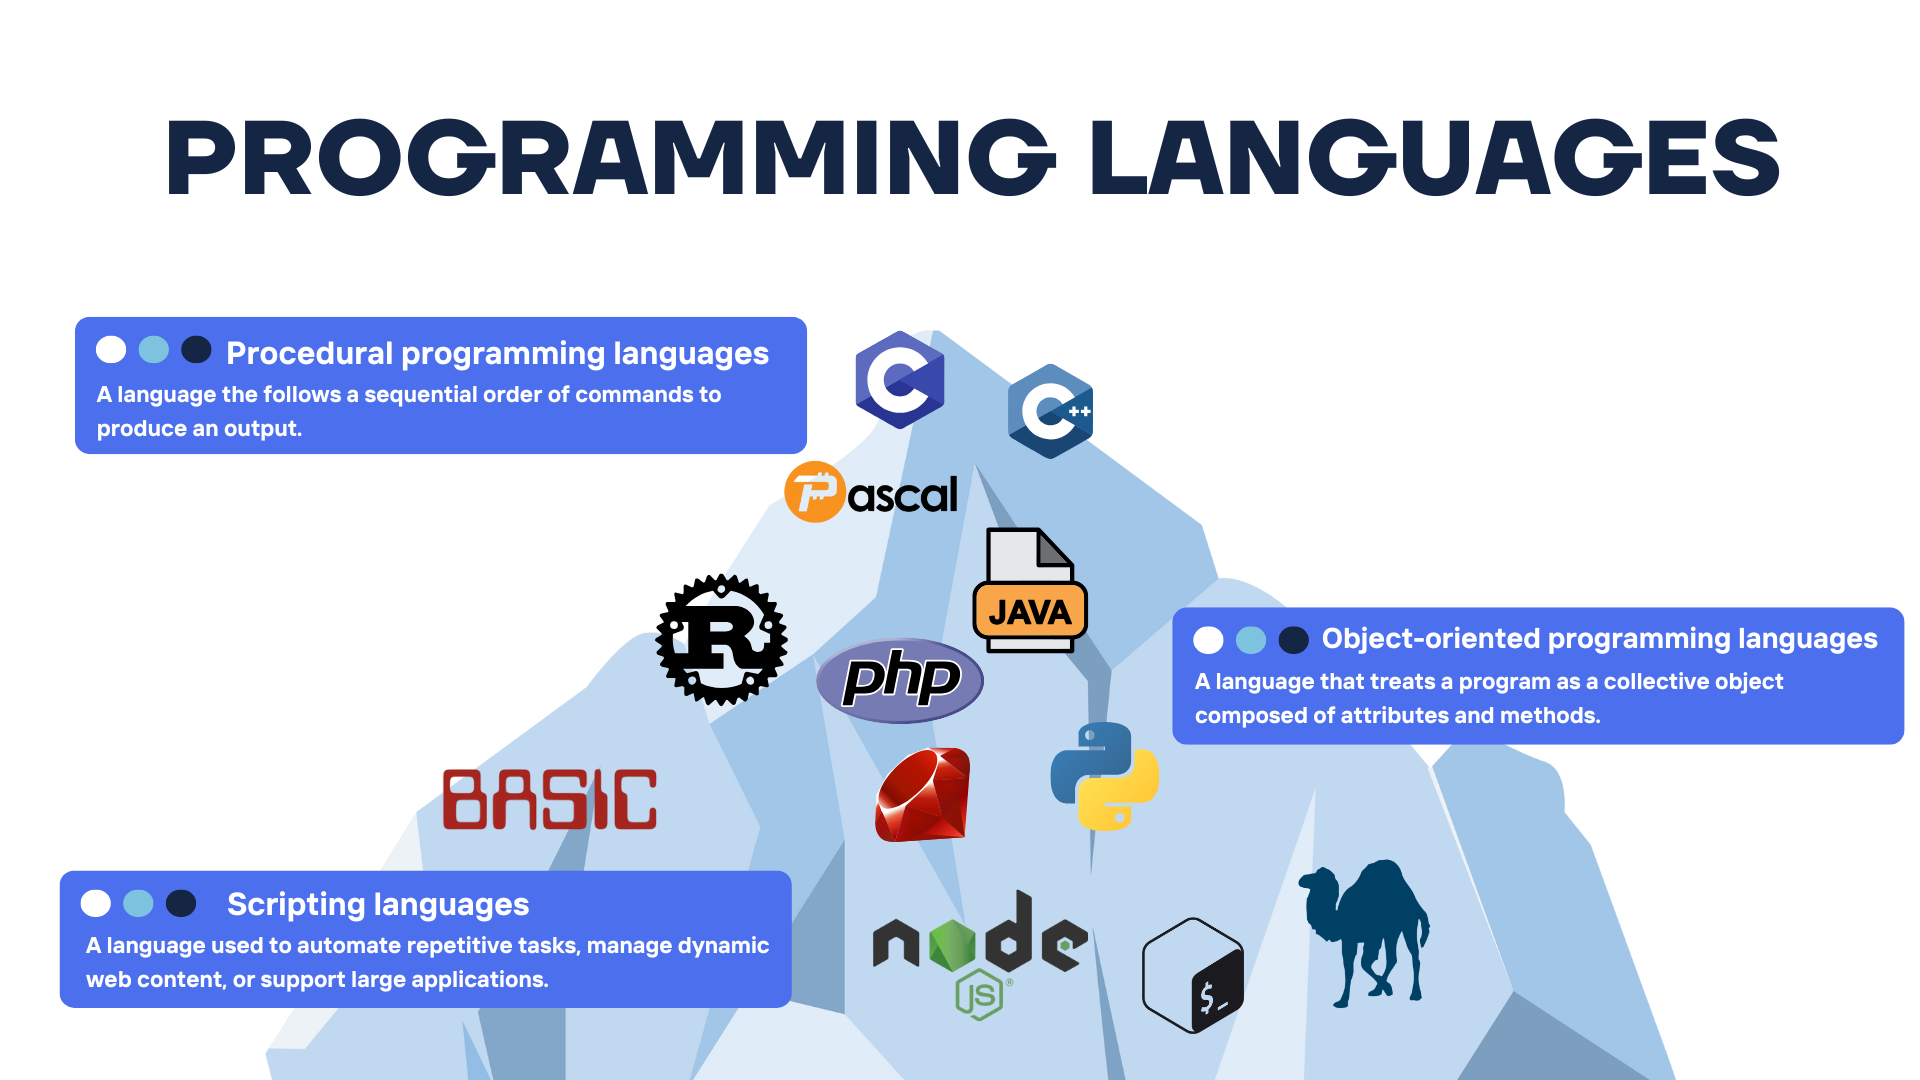 PROGRAMMING LANGUAGES
Procedural programming languages
A language the follows a sequential order of commands to
produce an output.
C
C++
Pascal
JAVA
R
php
Object-oriented programming languages
A language that treats a program as a collective object
composed of attributes and methods.
BASIC
Scripting languages
A language used to automate repetitive tasks, manage dynamic
web content, or support large applications.
node
JS®
$_